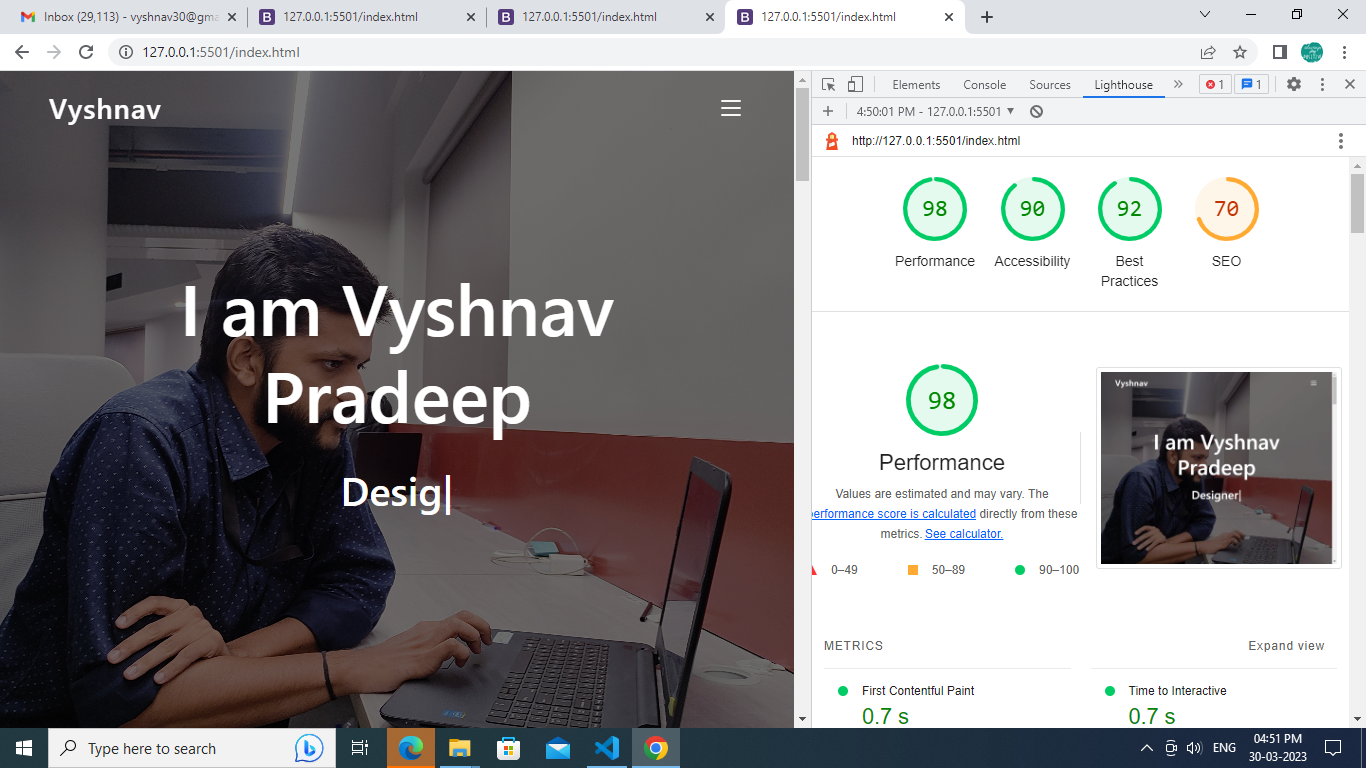 Inbox (29,113) - vyshnav30@gma
127.0.0.1:5501/index.html
127.0.0.1:5501/index.html
127.0.0.1:5501/index.html
127.0.0.1:5501/index.html
Vyshnav
I am Vyshnav
Pradeep
Desig|
Elements
Console
Sources
Lighthouse
1
1
4:50:01 PM - 127.0.0.1:5501
http://127.0.0.1:5501/index.html
98
90
92
70
Performance
Accessibility
Best
Practices
SEO
98
Performance
Values are estimated and may vary. The
performance score is calculated directly from these
metrics. See calculator.
0–49
50–89
90–100
Vyshnav
I am Vyshnav
Pradeep
Designer|
METRICS
Expand view
First Contentful Paint
0.7 s
Time to Interactive
0.7 s
Type here to search
ENG
04:51 PM
30-03-2023